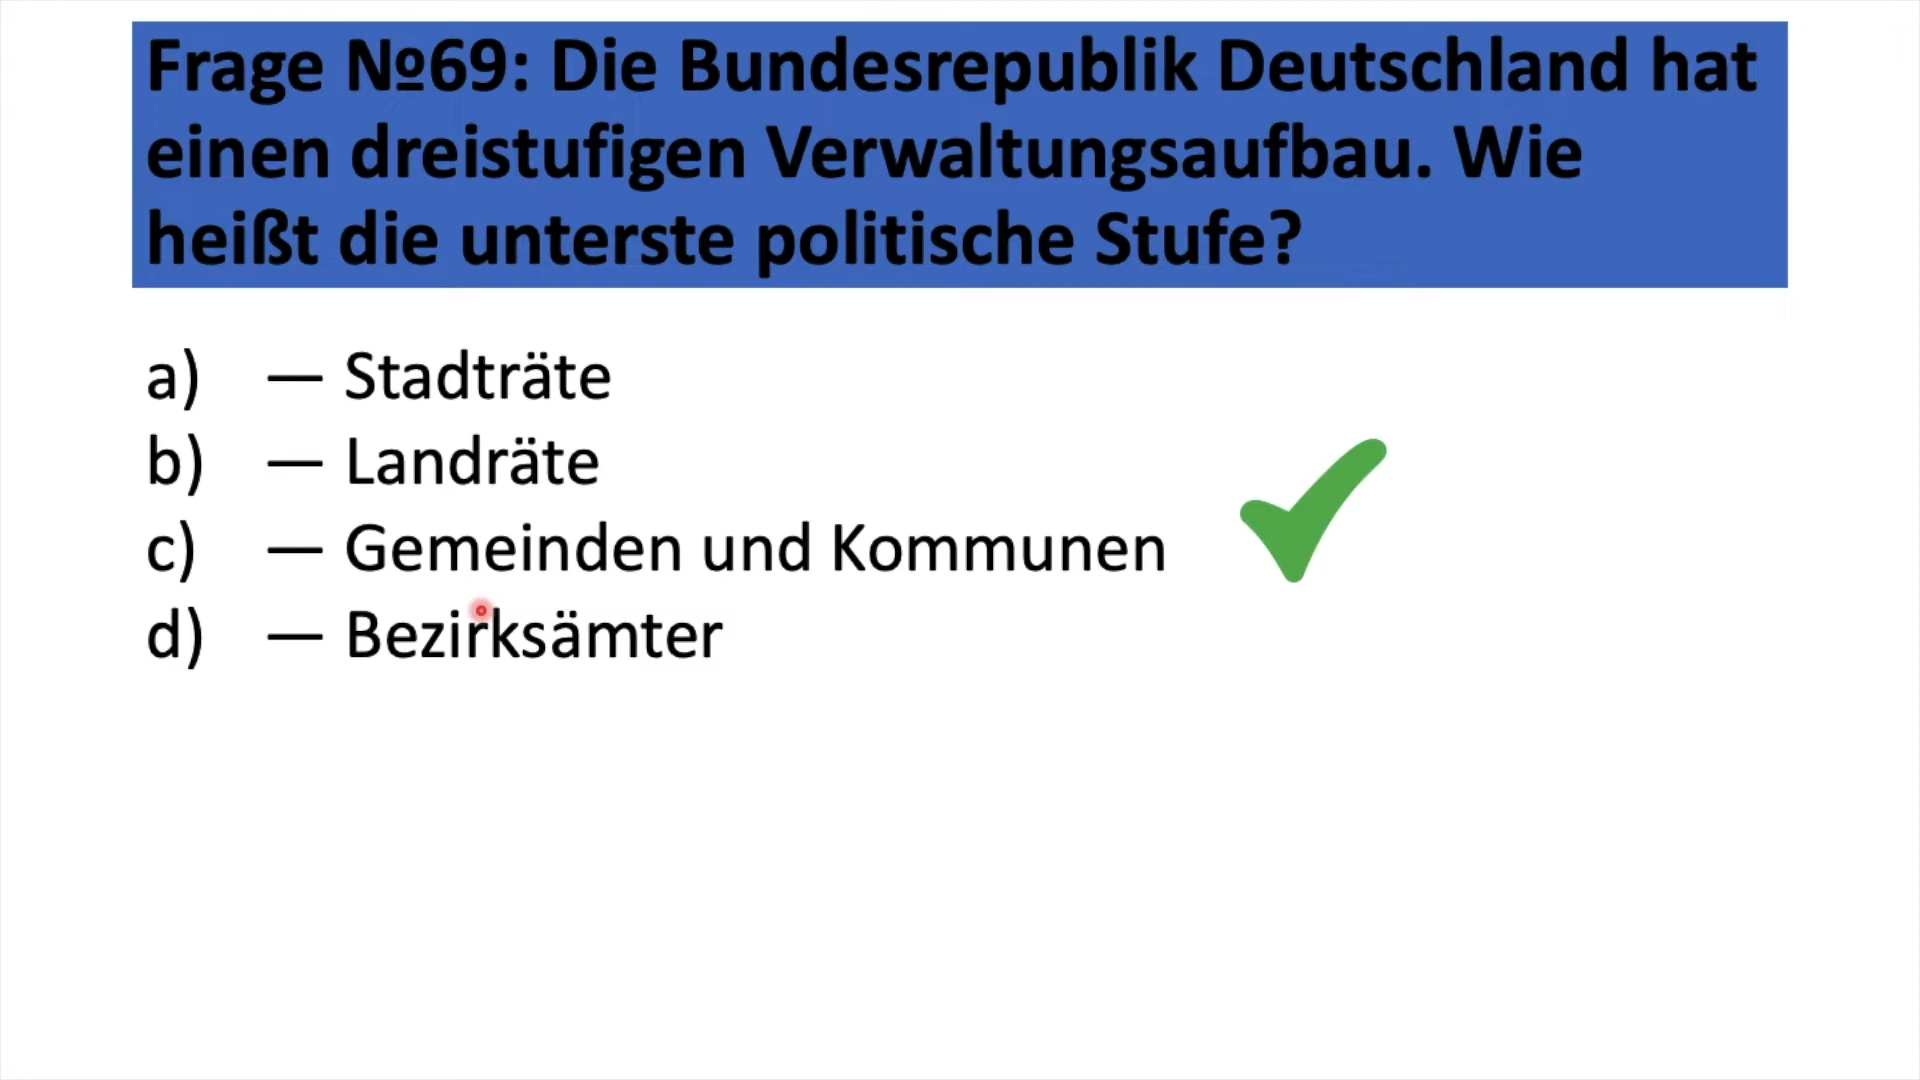 Frage №69: Die Bundesrepublik Deutschland hat
einen dreistufigen Verwaltungsaufbau. Wie
heißt die unterste politische Stufe?
a) — Stadträte
b) — Landräte
c) — Gemeinden und Kommunen
d) — Bezirksämter